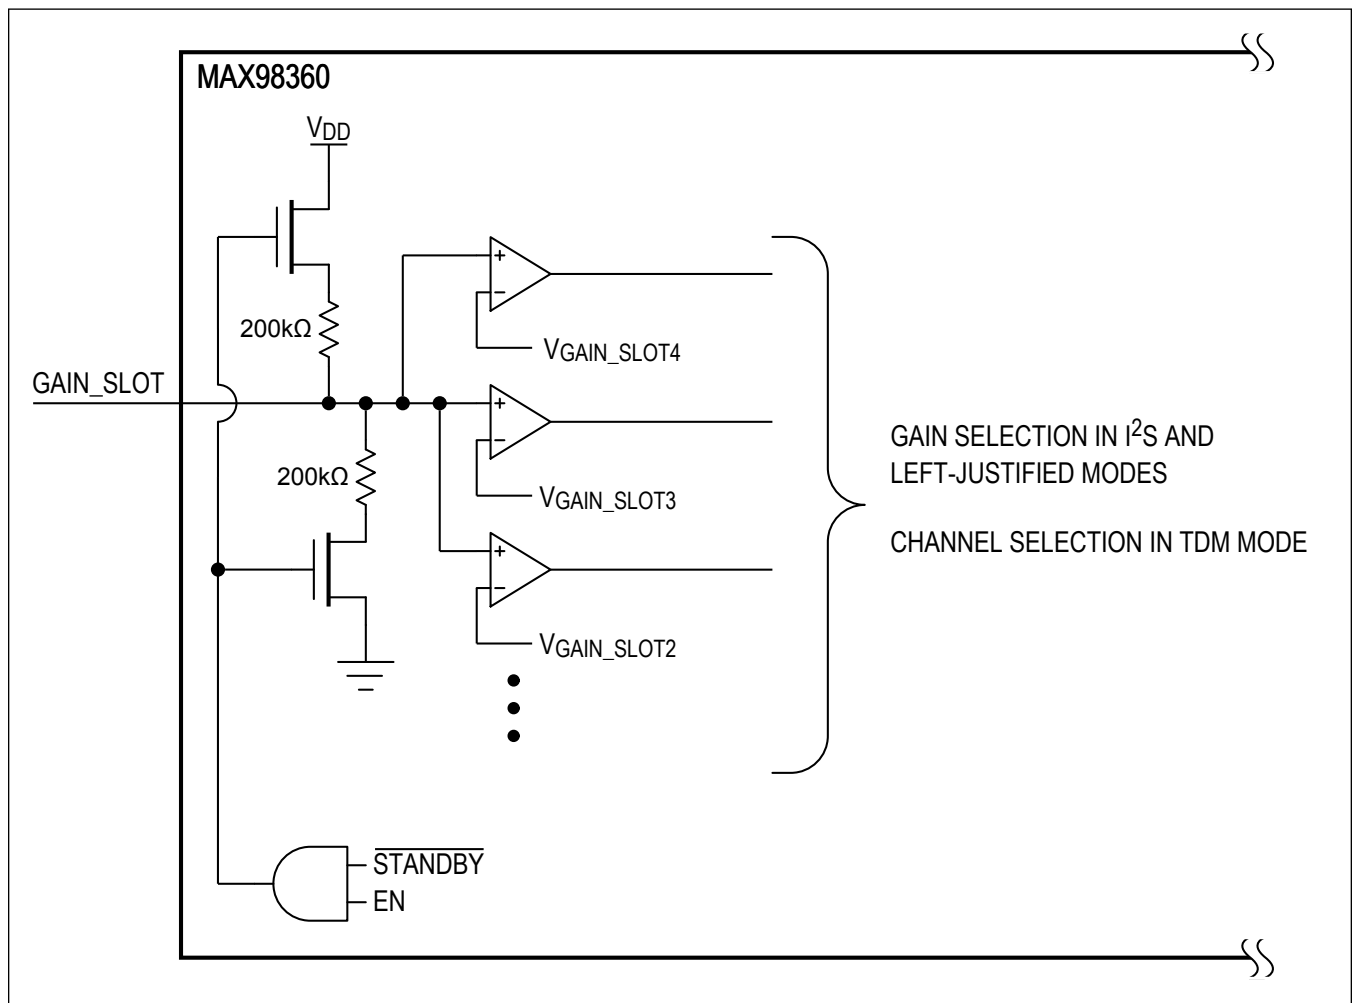 MAX98360
VDD
200kΩ
+
−
VGAIN_SLOT4
GAIN_SLOT
+
−
200kΩ
VGAIN_SLOT3
GAIN SELECTION IN I²S AND
LEFT-JUSTIFIED MODES
CHANNEL SELECTION IN TDM MODE
+
−
VGAIN_SLOT2
STANDBY
EN